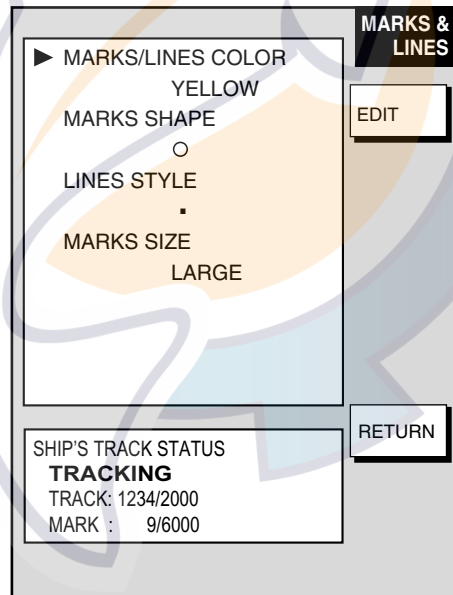 MARKS &
LINES
▶ MARKS/LINES COLOR
YELLOW
MARKS SHAPE
○
LINES STYLE
.
MARKS SIZE
LARGE
EDIT
RETURN
SHIP'S TRACK STATUS
TRACKING
TRACK: 1234/2000
MARK : 9/6000